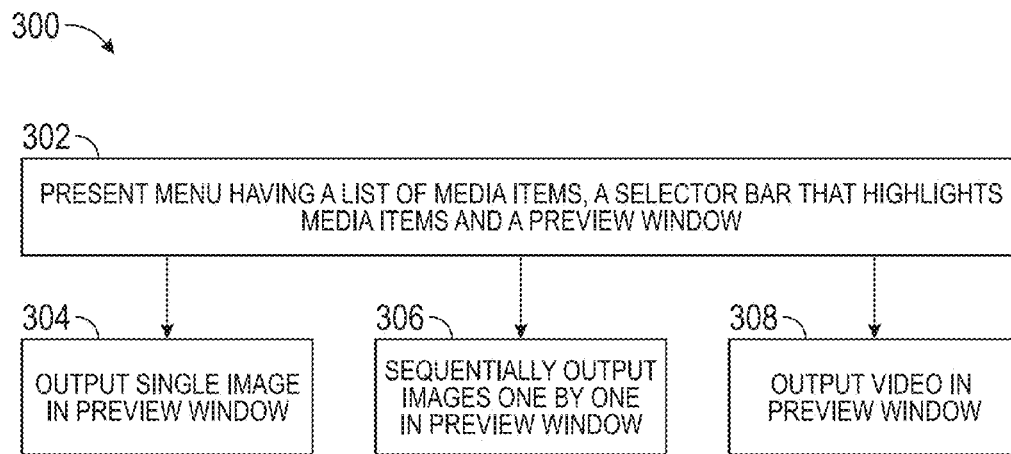 300
302
PRESENT MENU HAVING A LIST OF MEDIA ITEMS, A SELECTOR BAR THAT HIGHLIGHTS
MEDIA ITEMS AND A PREVIEW WINDOW
304
OUTPUT SINGLE IMAGE
IN PREVIEW WINDOW
306
SEQUENTIALLY OUTPUT
IMAGES ONE BY ONE
IN PREVIEW WINDOW
308
OUTPUT VIDEO IN
PREVIEW WINDOW